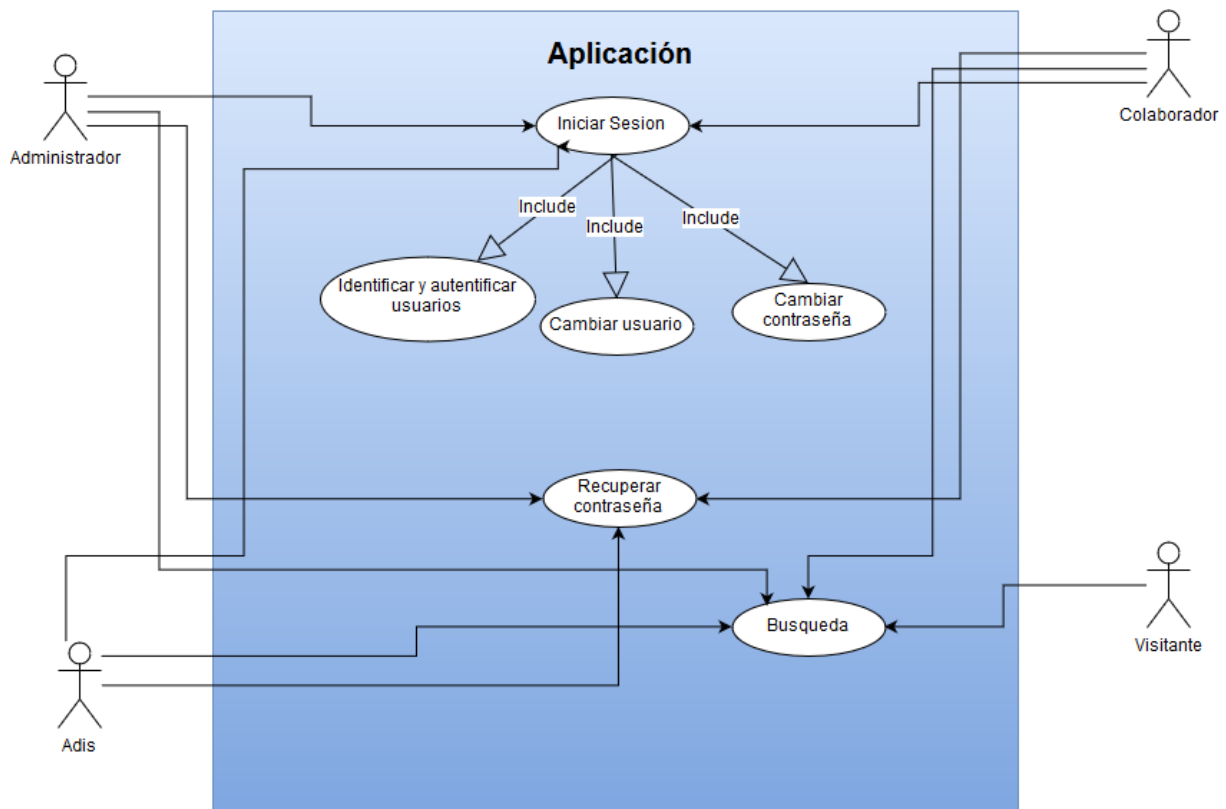 Aplicación
Administrador
Colaborador
Iniciar Sesion
Include
Include
Include
Identificar y autentificar
usuarios
Cambiar usuario
Cambiar
contraseña
Recuperar
contraseña
Busqueda
Visitante
Adis